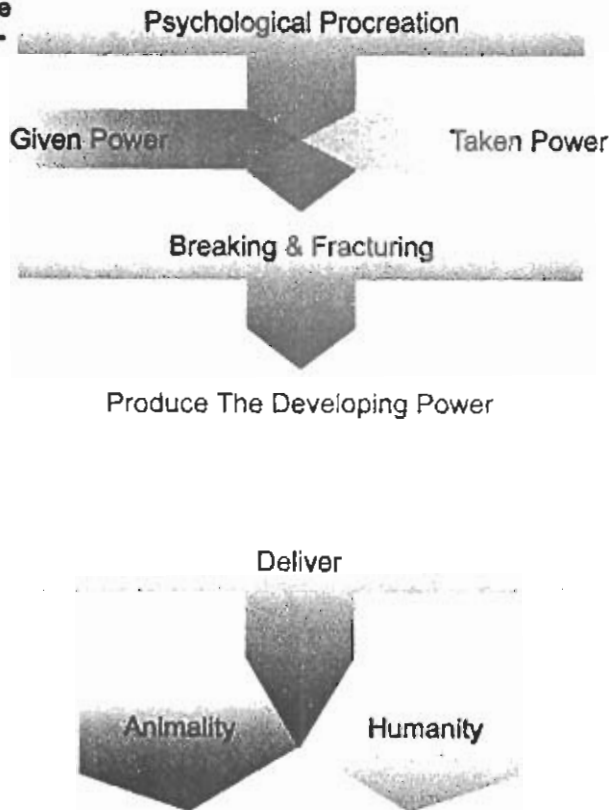 e
Psychological Procreation
Given Power
Taken Power
Breaking & Fracturing
Produce The Developing Power
Deliver
Animality
Humanity